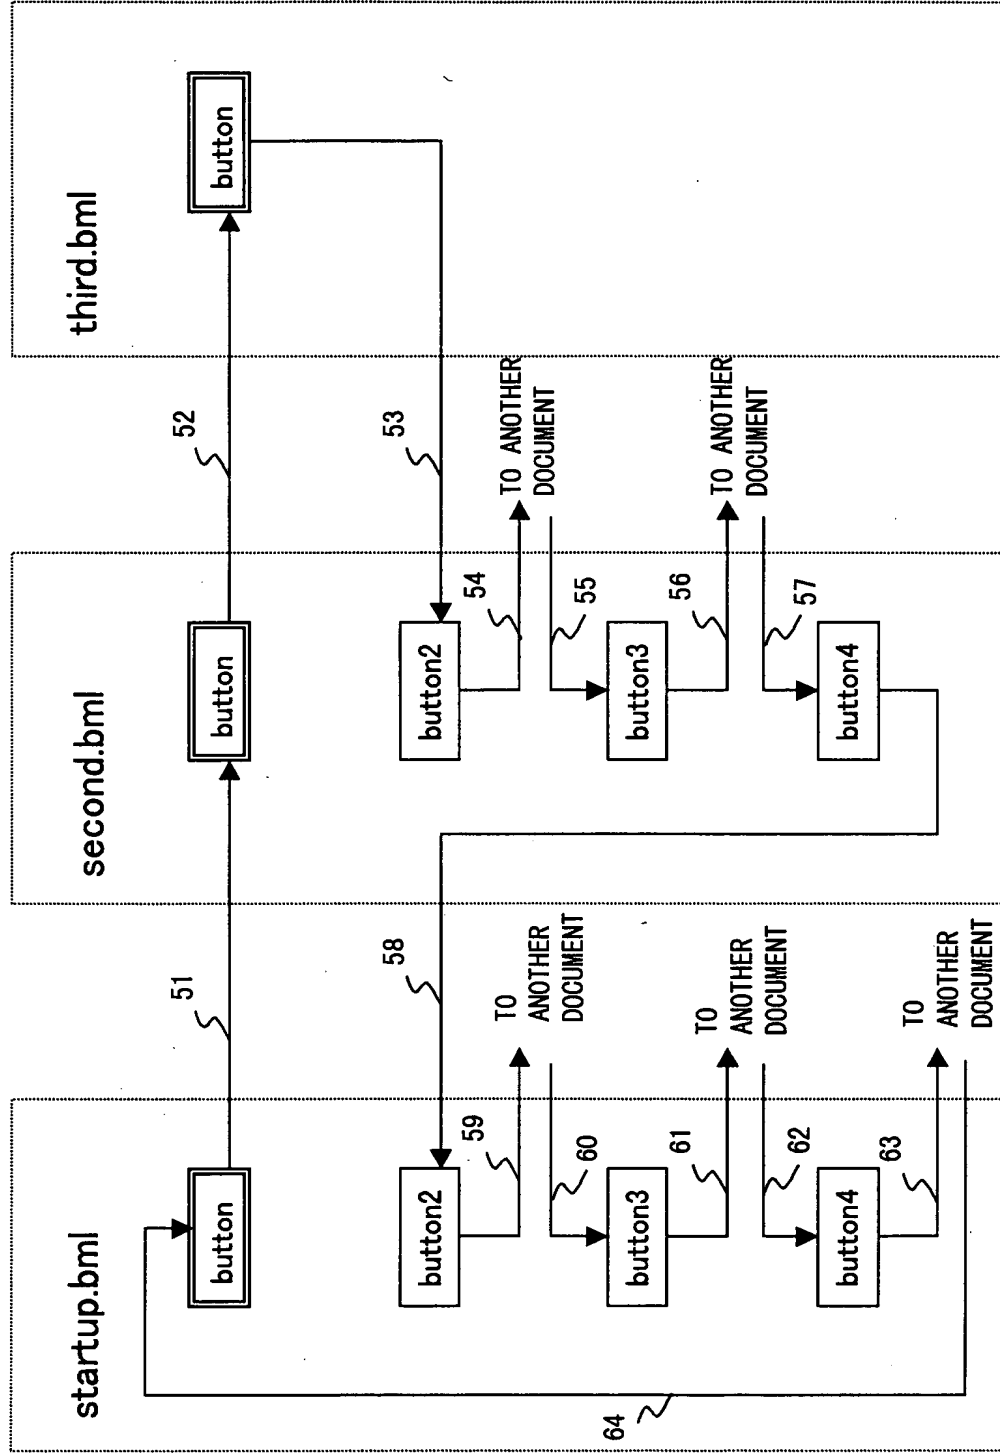 startup.bml
second.bml
third.bml
button
51
button
52
button
button2
58
button2
53
59
TO
ANOTHER
DOCUMENT
54
TO ANOTHER
DOCUMENT
60
55
button3
button3
61
TO
ANOTHER
DOCUMENT
56
TO ANOTHER
DOCUMENT
62
57
button4
button4
63
TO
ANOTHER
DOCUMENT
64